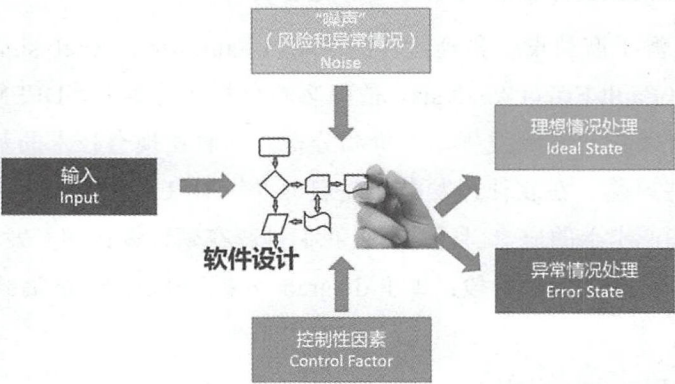 “噪声”
（风险和异常情况）
Noise
理想情况处理
Ideal State
输入
Input
软件设计
异常情况处理
Error State
控制性因素
Control Factor